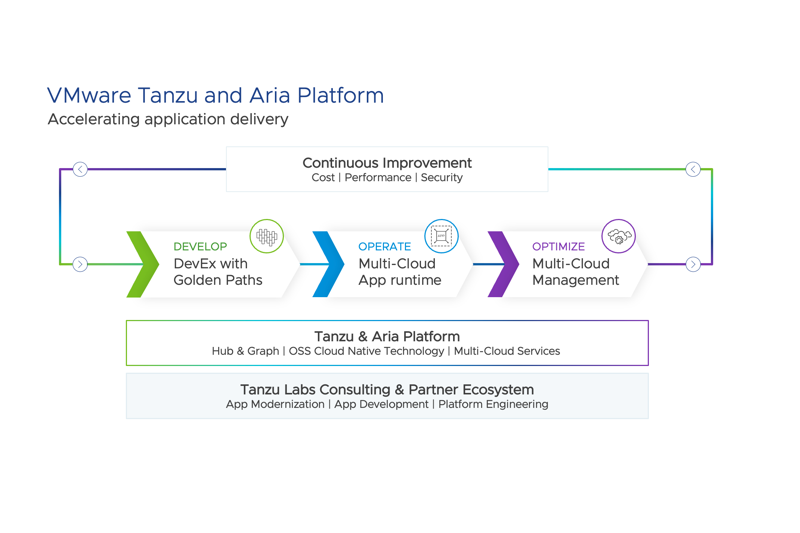 VMware Tanzu and Aria Platform
Accelerating application delivery
Continuous Improvement
Cost | Performance | Security
DEVELOP
DevEx with
Golden Paths
OPERATE
Multi-Cloud
App runtime
OPTIMIZE
Multi-Cloud
Management
Tanzu & Aria Platform
Hub & Graph | OSS Cloud Native Technology | Multi-Cloud Services
Tanzu Labs Consulting & Partner Ecosystem
App Modernization | App Development | Platform Engineering